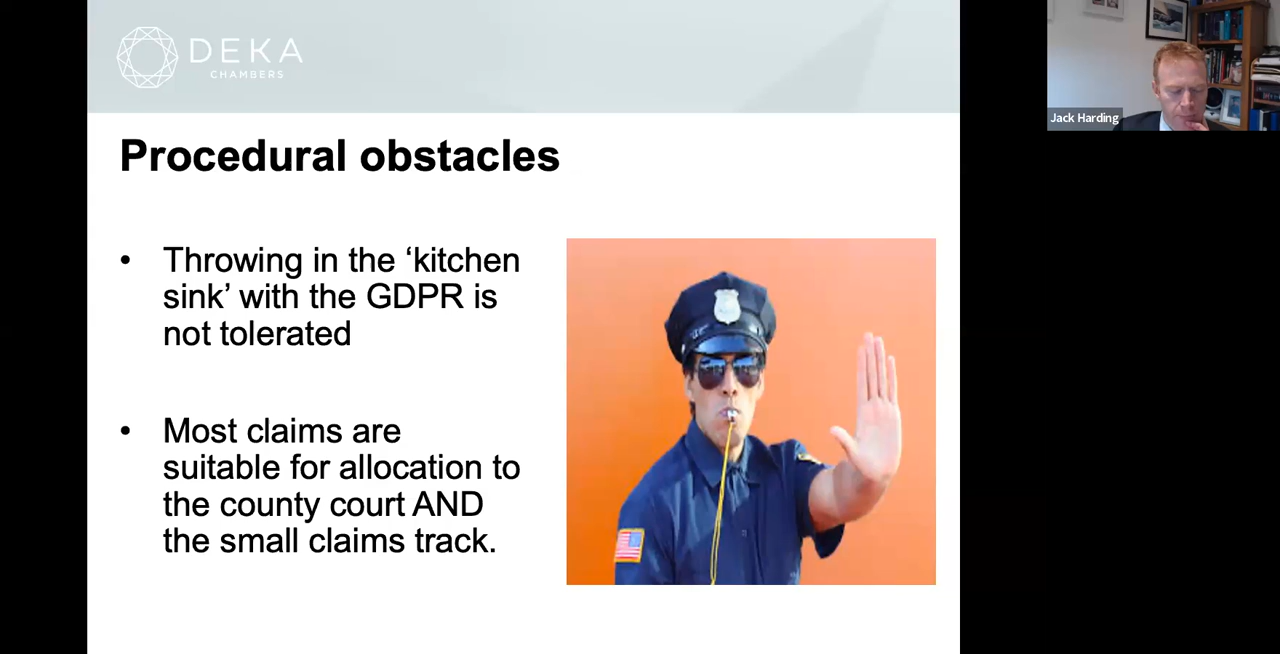 DEKA
CHAMBERS
Jack Harding
Procedural obstacles
• Throwing in the ‘kitchen
sink’ with the GDPR is
not tolerated
• Most claims are
suitable for allocation to
the county court AND
the small claims track.